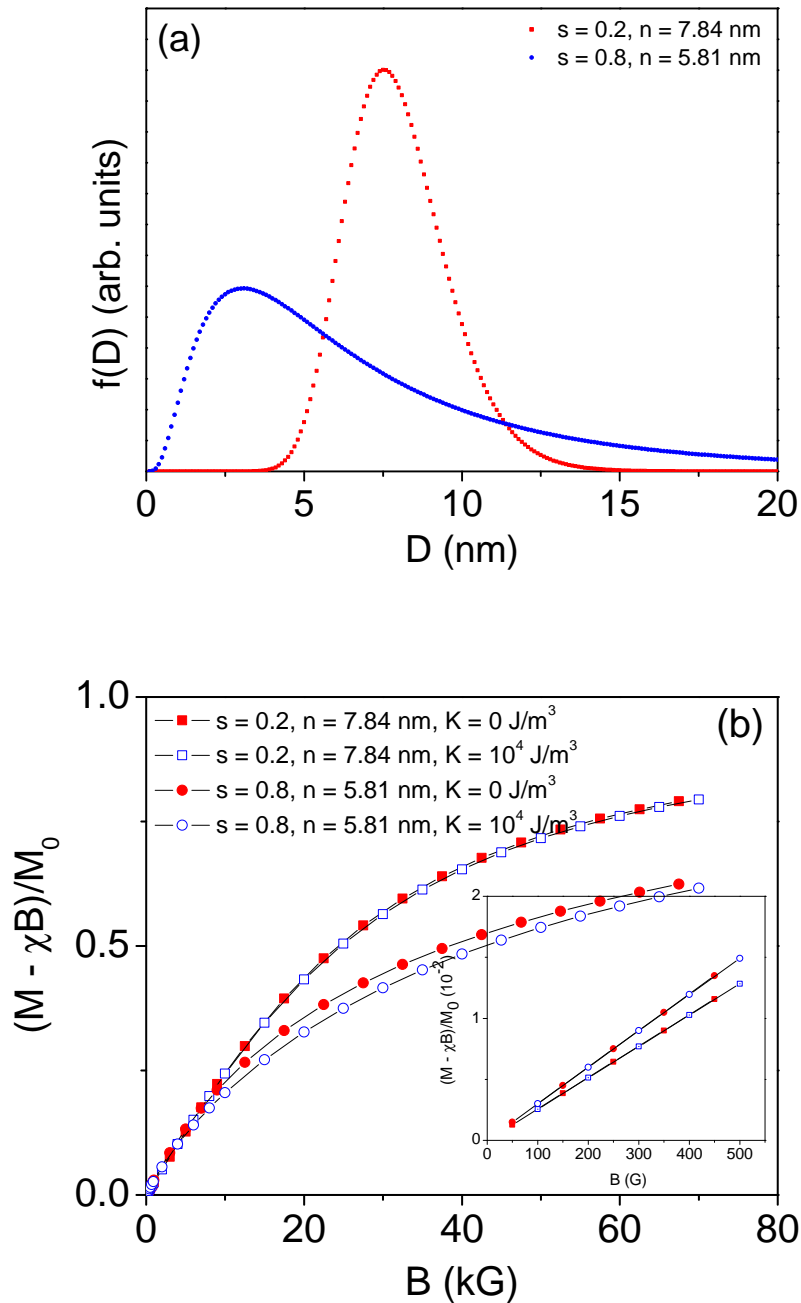 (a)
s = 0.2, n = 7.84 nm
s = 0.8, n = 5.81 nm
f(D) (arb. units)
0 5 10 15 20
D (nm)
(b)
s = 0.2, n = 7.84 nm, K = 0 J/m³
s = 0.2, n = 7.84 nm, K = 10⁴ J/m³
s = 0.8, n = 5.81 nm, K = 0 J/m³
s = 0.8, n = 5.81 nm, K = 10⁴ J/m³
(M - χB)/M₀
1.0
0.5
0.0
0 20 40 60 80
B (kG)
(M - χB)/M₀ (10⁻²)
2
1
0
0 100 200 300 400 500
B (G)